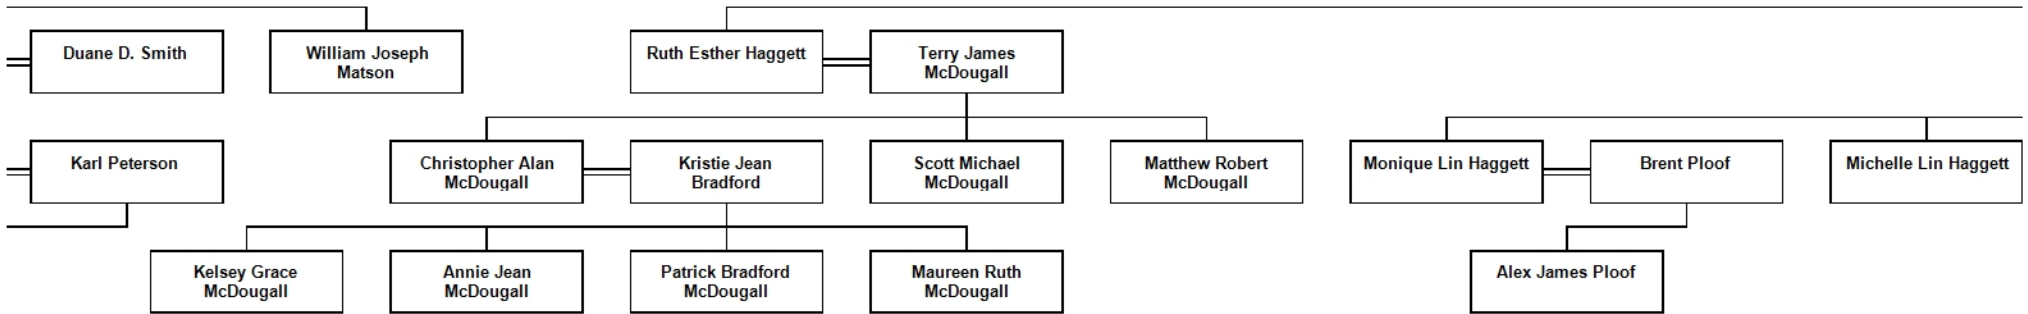 Duane D. Smith
William Joseph
Matson
Ruth Esther Haggett
Terry James
McDougall
Karl Peterson
Christopher Alan
McDougall
Kristie Jean
Bradford
Scott Michael
McDougall
Matthew Robert
McDougall
Monique Lin Haggett
Brent Ploof
Michelle Lin Haggett
Kelsey Grace
McDougall
Annie Jean
McDougall
Patrick Bradford
McDougall
Maureen Ruth
McDougall
Alex James Ploof